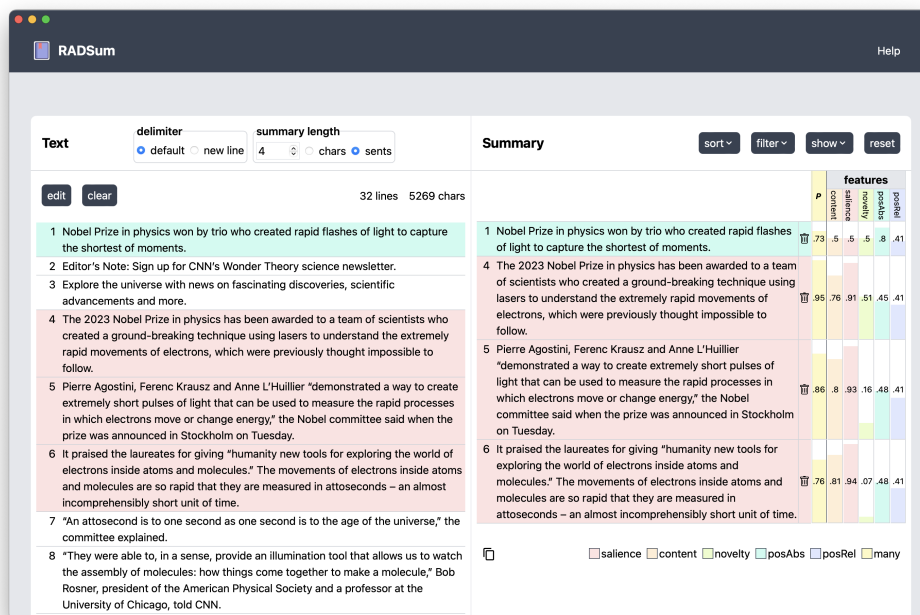 RADSum
Help
Text
delimiter
default
new line
summary length
4
chars
sents
edit
clear
32 lines
5269 chars
1 Nobel Prize in physics won by trio who created rapid flashes of light to capture
the shortest of moments.
2 Editor's Note: Sign up for CNN's Wonder Theory science newsletter.
3 Explore the universe with news on fascinating discoveries, scientific
advancements and more.
4 The 2023 Nobel Prize in physics has been awarded to a team of scientists who
created a ground-breaking technique using lasers to understand the extremely
rapid movements of electrons, which were previously thought impossible to
follow.
5 Pierre Agostini, Ferenc Krausz and Anne L'Huillier “demonstrated a way to create
extremely short pulses of light that can be used to measure the rapid processes
in which electrons move or change energy,” the Nobel committee said when the
prize was announced in Stockholm on Tuesday.
6 It praised the laureates for giving “humanity new tools for exploring the world of
electrons inside atoms and molecules.” The movements of electrons inside atoms
and molecules are so rapid that they are measured in attoseconds – an almost
incomprehensibly short unit of time.
7 “An attosecond is to one second as one second is to the age of the universe,” the
committee explained.
8 “They were able to, in a sense, provide an illumination tool that allows us to watch
the assembly of molecules: how things come together to make a molecule,” Bob
Rosner, president of the American Physical Society and a professor at the
University of Chicago, told CNN.
Summary
sort
filter
show
reset
features
P
content
salience
novelty
posAbs
posRel
1 Nobel Prize in physics won by trio who created rapid flashes
of light to capture the shortest of moments.
.73 .5 .5 .5 .8 .41
4 The 2023 Nobel Prize in physics has been awarded to a team
of scientists who created a ground-breaking technique using
lasers to understand the extremely rapid movements of
electrons, which were previously thought impossible to
follow.
.95 .76 .91 .51 .45 .41
5 Pierre Agostini, Ferenc Krausz and Anne L'Huillier
“demonstrated a way to create extremely short pulses of
light that can be used to measure the rapid processes in
which electrons move or change energy,” the Nobel
committee said when the prize was announced in Stockholm
on Tuesday.
.86 .8 .93 .16 .48 .41
6 It praised the laureates for giving “humanity new tools for
exploring the world of electrons inside atoms and
molecules.” The movements of electrons inside atoms and
molecules are so rapid that they are measured in
attoseconds – an almost incomprehensibly short unit of time.
.76 .81 .94 .07 .48 .41
salience
content
novelty
posAbs
posRel
many